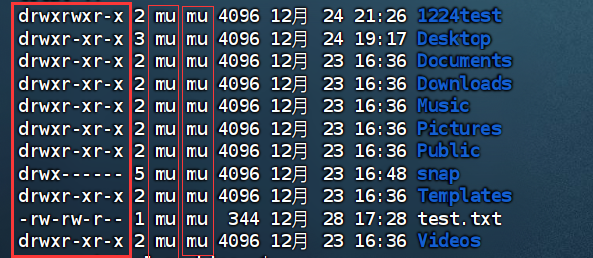 drwxrwxr-x 2 mu mu 4096 12月 24 21:26 1224test
drwxr-xr-x 3 mu mu 4096 12月 24 19:17 Desktop
drwxr-xr-x 2 mu mu 4096 12月 23 16:36 Documents
drwxr-xr-x 2 mu mu 4096 12月 23 16:36 Downloads
drwxr-xr-x 2 mu mu 4096 12月 23 16:36 Music
drwxr-xr-x 2 mu mu 4096 12月 23 16:36 Pictures
drwxr-xr-x 2 mu mu 4096 12月 23 16:36 Public
drwx------ 5 mu mu 4096 12月 23 16:48 snap
drwxr-xr-x 2 mu mu 4096 12月 23 16:36 Templates
-rw-rw-r-- 1 mu mu 344 12月 28 17:28 test.txt
drwxr-xr-x 2 mu mu 4096 12月 23 16:36 Videos